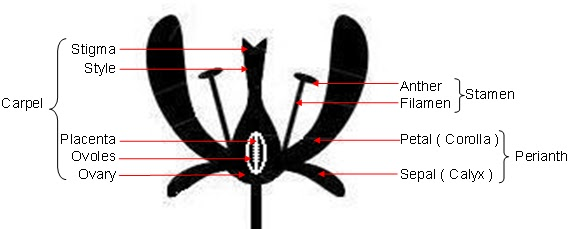 Stigma
Style
Carpel
Placenta
Ovoles
Ovary
Anther
Filamen
Stamen
Petal ( Corolla )
Perianth
Sepal ( Calyx )